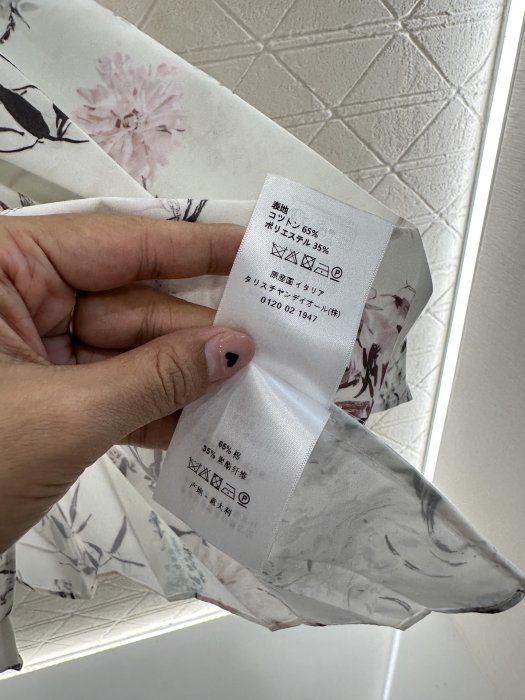 表地
コットン 65%
ポリエステル 35%
原産国 イタリア
タリスチャンディオール(株)
0120 02 1947
65% 棉
35% 聚酯纤维
产地 - 意大利